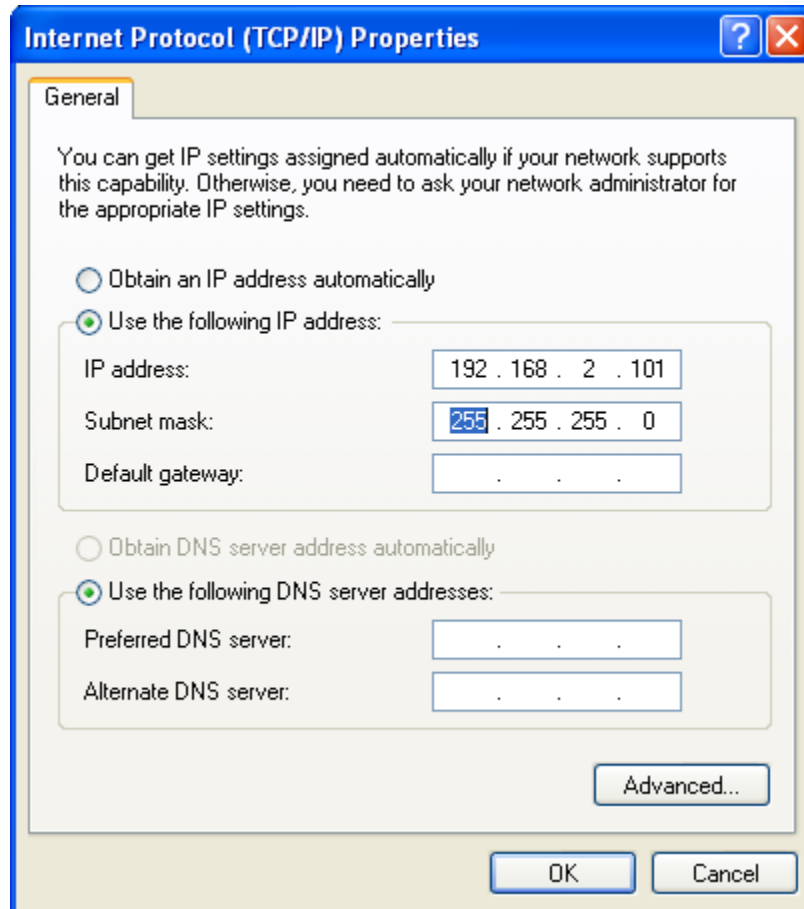 Internet Protocol (TCP/IP) Properties
General
You can get IP settings assigned automatically if your network supports
this capability. Otherwise, you need to ask your network administrator for
the appropriate IP settings.
Obtain an IP address automatically
Use the following IP address:
IP address: 192 . 168 . 2 . 101
Subnet mask: 255 . 255 . 255 . 0
Default gateway: . . .
Obtain DNS server address automatically
Use the following DNS server addresses:
Preferred DNS server: . . .
Alternate DNS server: . . .
Advanced...
OK Cancel